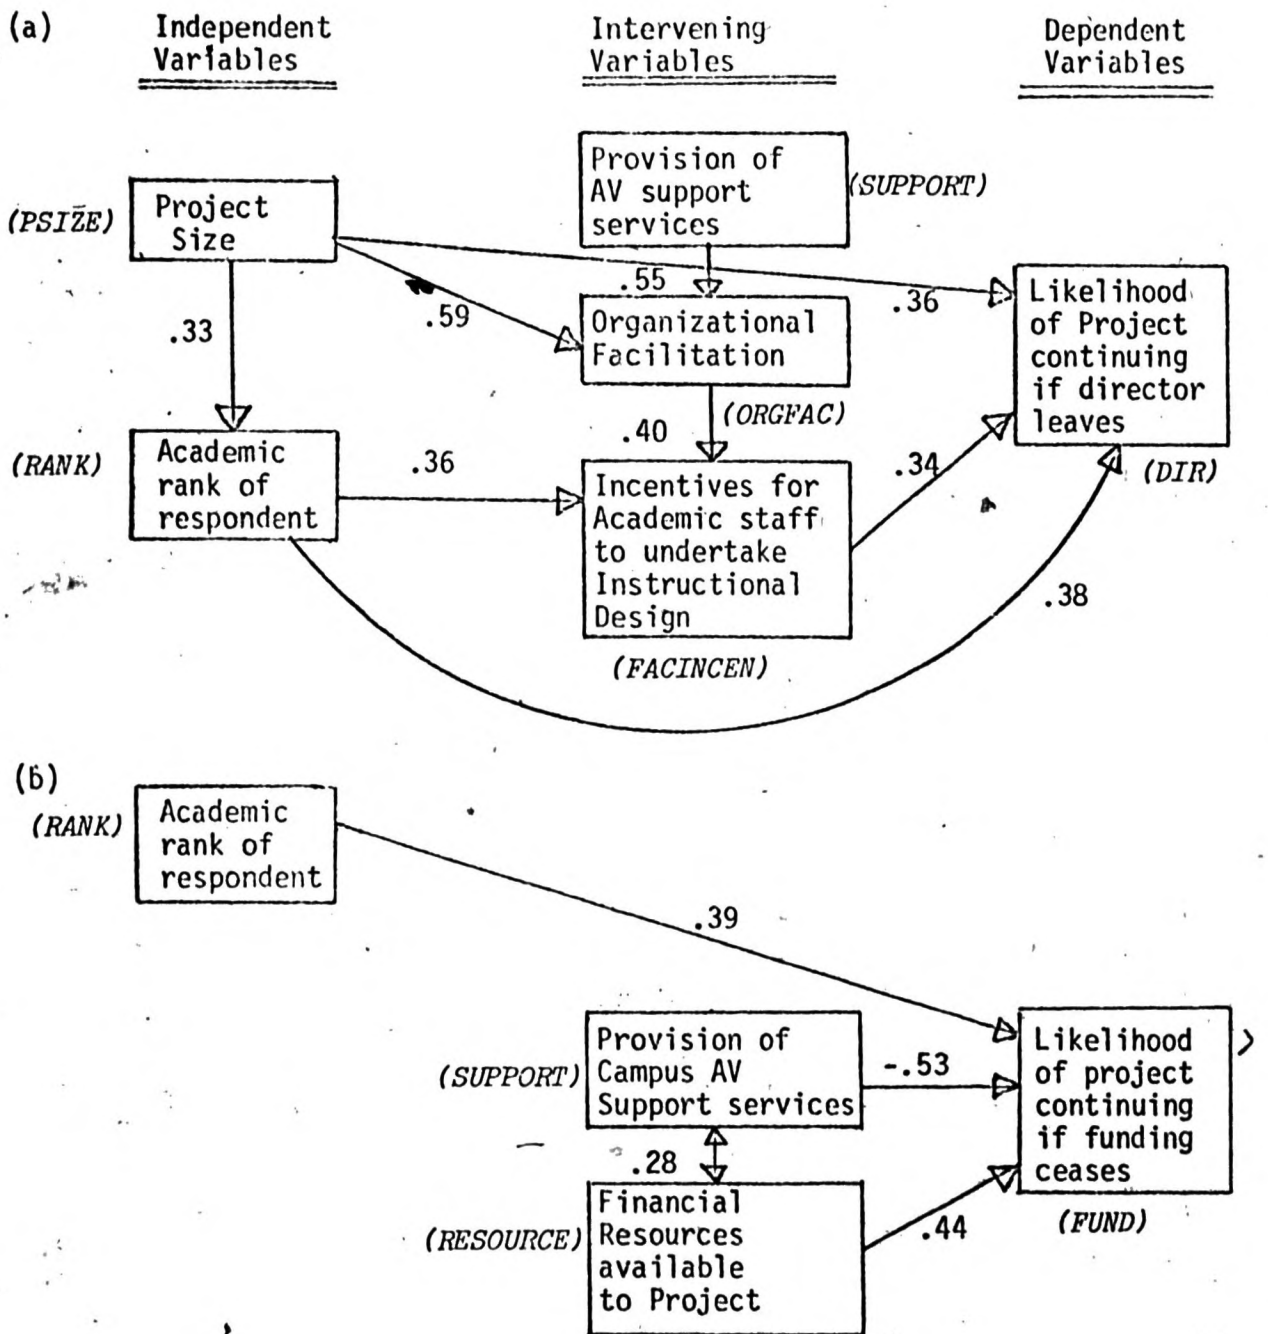 (a)
Independent
Variables
Intervening
Variables
Dependent
Variables
(PSIZE)
Project
Size
Provision of
AV support
services
(SUPPORT)
.33
.59
.55
.36
Organizational
Facilitation
(ORGFAC)
Likelihood
of Project
continuing
if director
leaves
(DIR)
(RANK)
Academic
rank of
respondent
.36
.40
.34
Incentives for
Academic staff
to undertake
Instructional
Design
(FACINCEN)
.38
(b)
(RANK)
Academic
rank of
respondent
.39
(SUPPORT)
Provision of
Campus AV
Support services
-.53
Likelihood
of project
continuing
if funding
ceases
(FUND)
.28
(RESOURCE)
Financial
Resources
available
to Project
.44